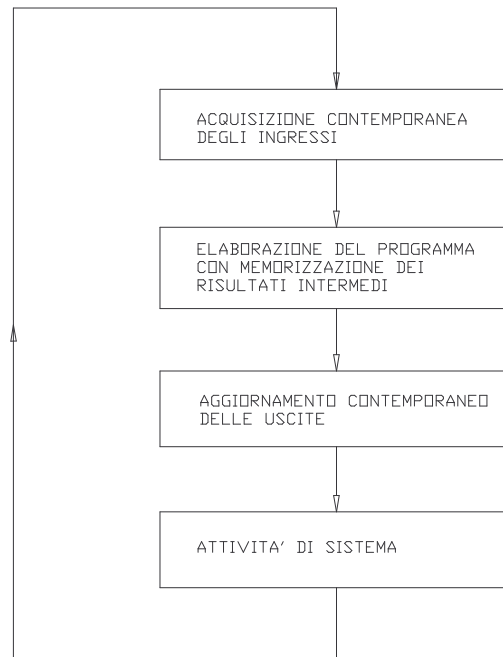 ACQUISIZIONE CONTEMPORANEA
DEGLI INGRESSI
ELABORAZIONE DEL PROGRAMMA
CON MEMORIZZAZIONE DEI
RISULTATI INTERMEDI
AGGIORNAMENTO CONTEMPORANEO
DELLE USCITE
ATTIVITA' DI SISTEMA